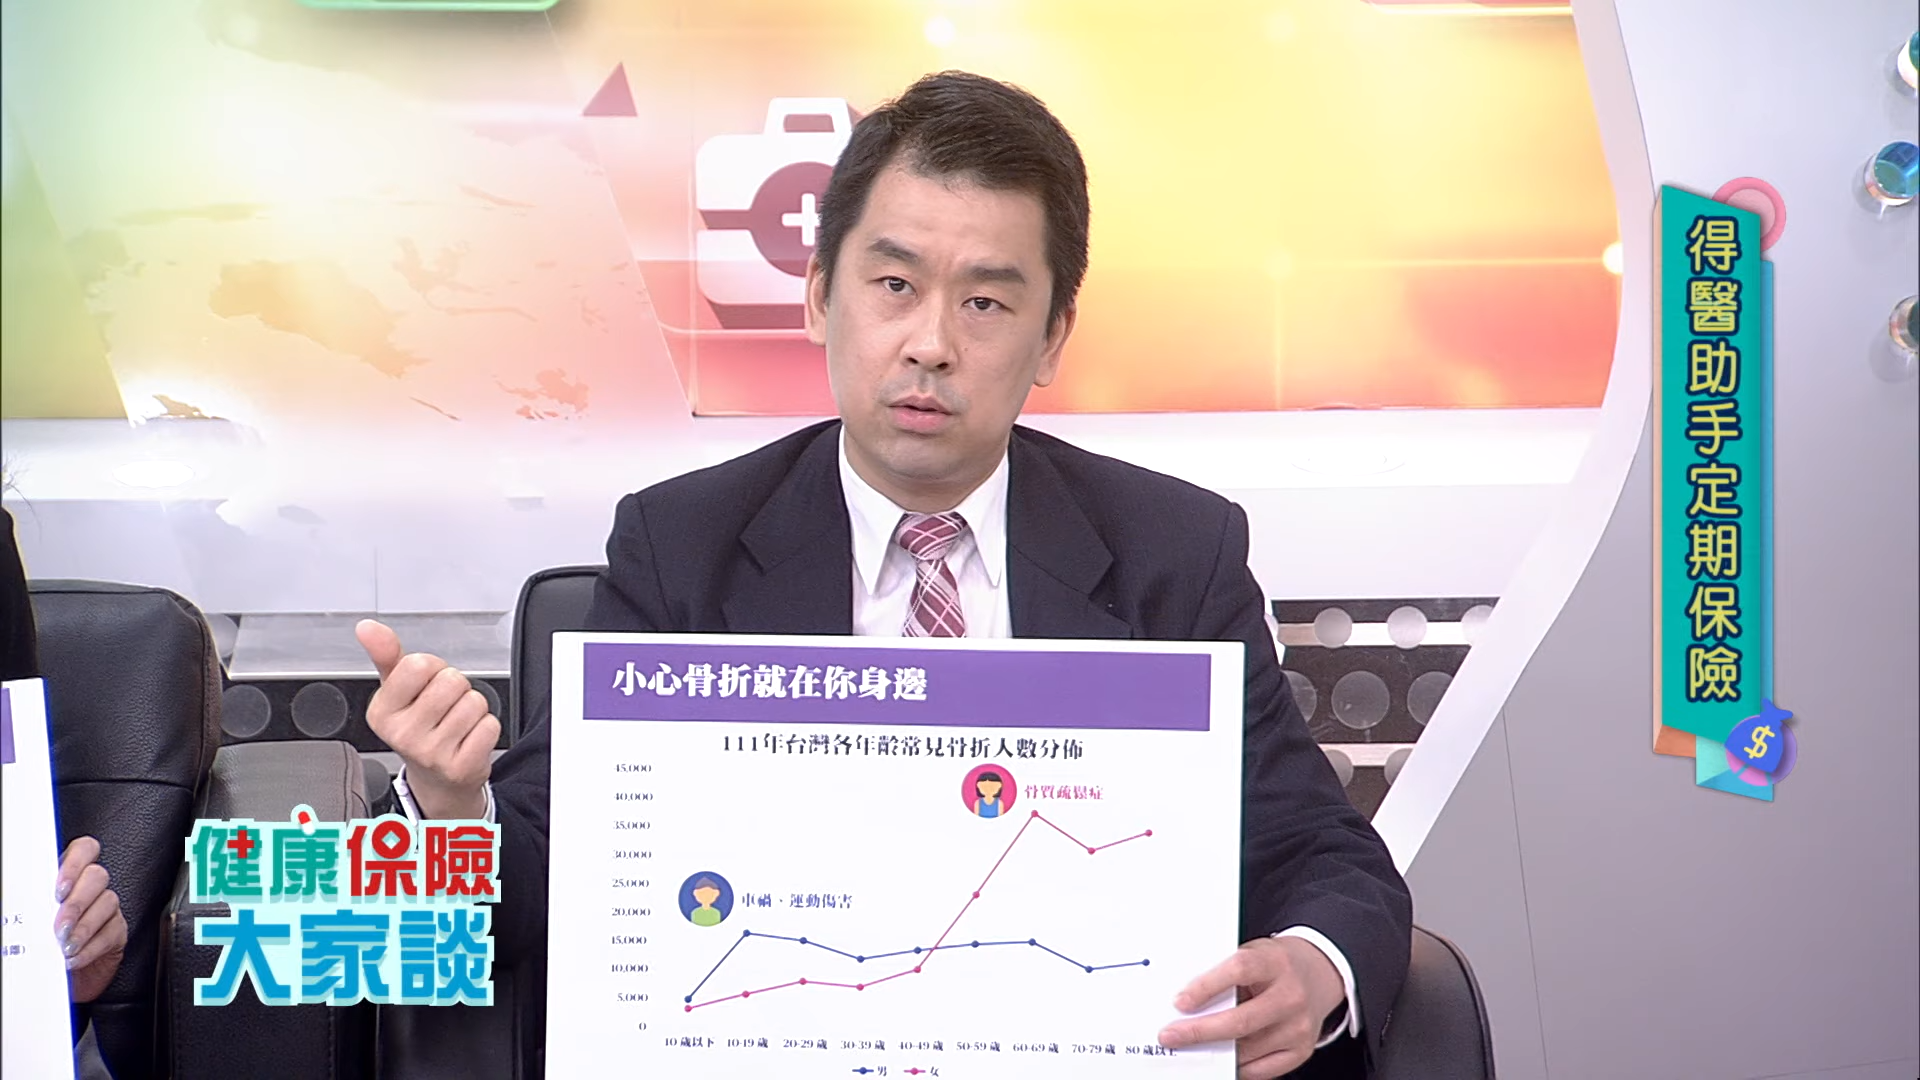 得醫助手定期保險
小心骨折就在你身邊
111年台灣各年齡常見骨折人數分佈
45,000
40,000
35,000
30,000
25,000
20,000
15,000
10,000
5,000
0
骨質疏鬆症
車禍、運動傷害
10歲以下 10-19歲 20-29歲 30-39歲 40-49歲 50-59歲 60-69歲 70-79歲 80歲以上
男 女
健康保險
大家談
天